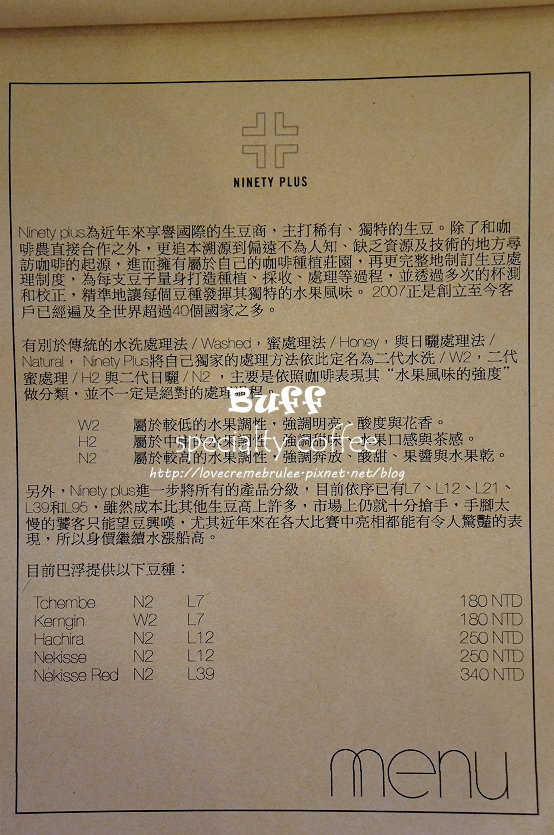 NINETY PLUS
Ninety plus為近年來享譽國際的生豆商，主打稀有、獨特的生豆。除了和咖
啡農直接合作之外，更追本溯源到偏遠不為人知、缺乏資源及技術的地方尋
訪咖啡的起源，進而擁有屬於自己的咖啡種植莊園，再更完整地制訂生豆處
理制度，為每支豆子量身打造種植、採收、處理等過程，並透過多次的杯測
和校正，精準地讓每個豆種發揮其獨特的水果風味。2007正是創立至今客
戶已經遍及全世界超過40個國家之多。
有別於傳統的水洗處理法 / Washed，蜜處理法 / Honey，與日曬處理法 /
Natural， Ninety Plus將自己獨家的處理方法依此定名為二代水洗 / W2，二代
蜜處理 / H2 與二代日曬 / N2 ，主要是依照咖啡表現其“水果風味的強度”
做分類，並不一定是絕對的處理過程。
Buff
W2 屬於較低的水果調性，強調明亮、酸度與花香。
specialty coffee
H2 屬於中庸的水果調性，強調甜味、水果口感與茶感。
N2 屬於較高的水果調性，強調奔放、酸甜、果醬與水果乾。
http://lovecremebrulee.pixnet.net/blog
另外，Ninety plus進一步將所有的產品分級，目前依序已有L7、L12、L21、
L39和L95，雖然成本比其他生豆高上許多，市場上仍就十分搶手，手腳太
慢的饕客只能望豆興嘆，尤其近年來在各大比賽中亮相都能有令人驚豔的表
現，所以身價繼續水漲船高。
目前巴浮提供以下豆種：
Tchembe N2 L7 180 NTD
Kemgin W2 L7 180 NTD
Hachira N2 L12 250 NTD
Nekisse N2 L12 250 NTD
Nekisse Red N2 L39 340 NTD
menu